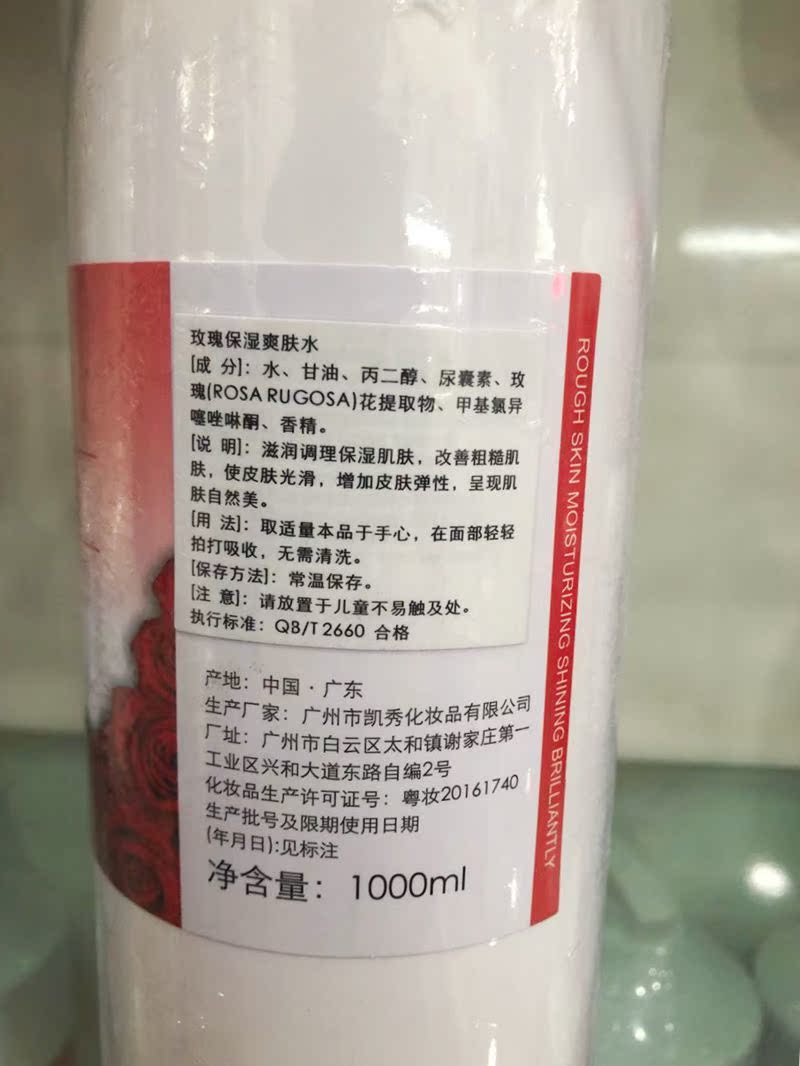 玫瑰保湿爽肤水
[成 分]：水、甘油、丙二醇、尿囊素、玫
瑰(ROSA RUGOSA)花提取物、甲基氯异
噻唑啉酮、香精。
[说 明]：滋润调理保湿肌肤，改善粗糙肌
肤，使皮肤光滑，增加皮肤弹性，呈现肌
肤自然美。
[用 法]：取适量本品于手心，在面部轻轻
拍打吸收，无需清洗。
[保存方法]：常温保存。
[注 意]：请放置于儿童不易触及处。
执行标准：QB/T 2660 合格
产地：中国·广东
生产厂家：广州市凯秀化妆品有限公司
厂址：广州市白云区太和镇谢家庄第一
工业区兴和大道东路自编2号
化妆品生产许可证号：粤妆20161740
生产批号及限期使用日期
(年月日):见标注
净含量：1000ml
ROUGH SKIN MOISTURIZING SHINING BRILLIANTLY